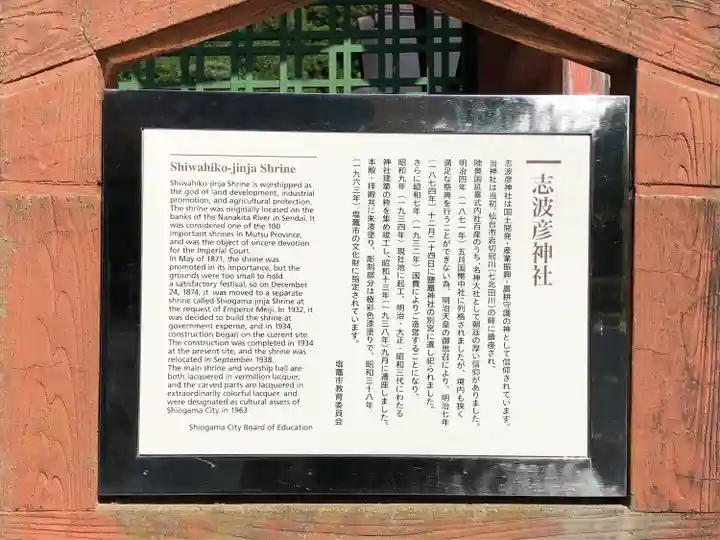 Shiwahiko-jinja Shrine
Shiwahiko-jinja Shrine is worshipped as
the god of land development, industrial
promotion, and agricultural protection.
The shrine was originally located on the
banks of the Nanakita River in Sendai. It
was considered one of the 100
important shrines in Mutsu Province,
and was the object of sincere devotion
for the Imperial Court.
In May of 1871, the shrine was
promoted in its importance, but the
grounds were too small to hold
a satisfactory festival, so on December
24, 1874, it was moved to a separate
shrine called Shiogama jinja Shrine at
the request of Emperor Meiji. In 1932, it
was decided to build the shrine at
government expense, and in 1934,
construction began on the current site.
The construction was completed in 1934
at the present site, and the shrine was
relocated in September 1938.
The main shrine and worship hall are
both lacquered in vermilion lacquer,
and the carved parts are lacquered in
extraordinarily colorful lacquer, and
were designated as cultural assets of
Shiogama City in 1963
Shiogama City Board of Education
志波彦神社
志波彦神社は国土開発・産業振興・農耕守護の神として信仰されています。
当神社は当初、仙台市岩切冠川(七北田川)の畔に鎮座され、
陸奥国延喜式内社百座のうち、名神大社として朝廷の厚い信仰がありました。
明治四年(一八七一年)五月国幣中社に列格されましたが、境内も狭く
満足な祭典を行うことができない為、明治天皇の御思召により、明治七年
(一八七四年)十二月二十四日に鹽竈神社の別宮に遷し祀られました。
さらに昭和七年(一九三二年)国費によりご造営することになり、
昭和九年(一九三四年)現社地に起工、明治・大正・昭和三代にわたる
神社建築の粋を集め竣工し、昭和十三年(一九三八年)九月に遷座しました。
本殿・拝殿共に朱漆塗り、彫刻部分は極彩色漆塗りで、昭和三十八年
(一九六三年)塩竈市の文化財に指定されています。
塩竈市教育委員会